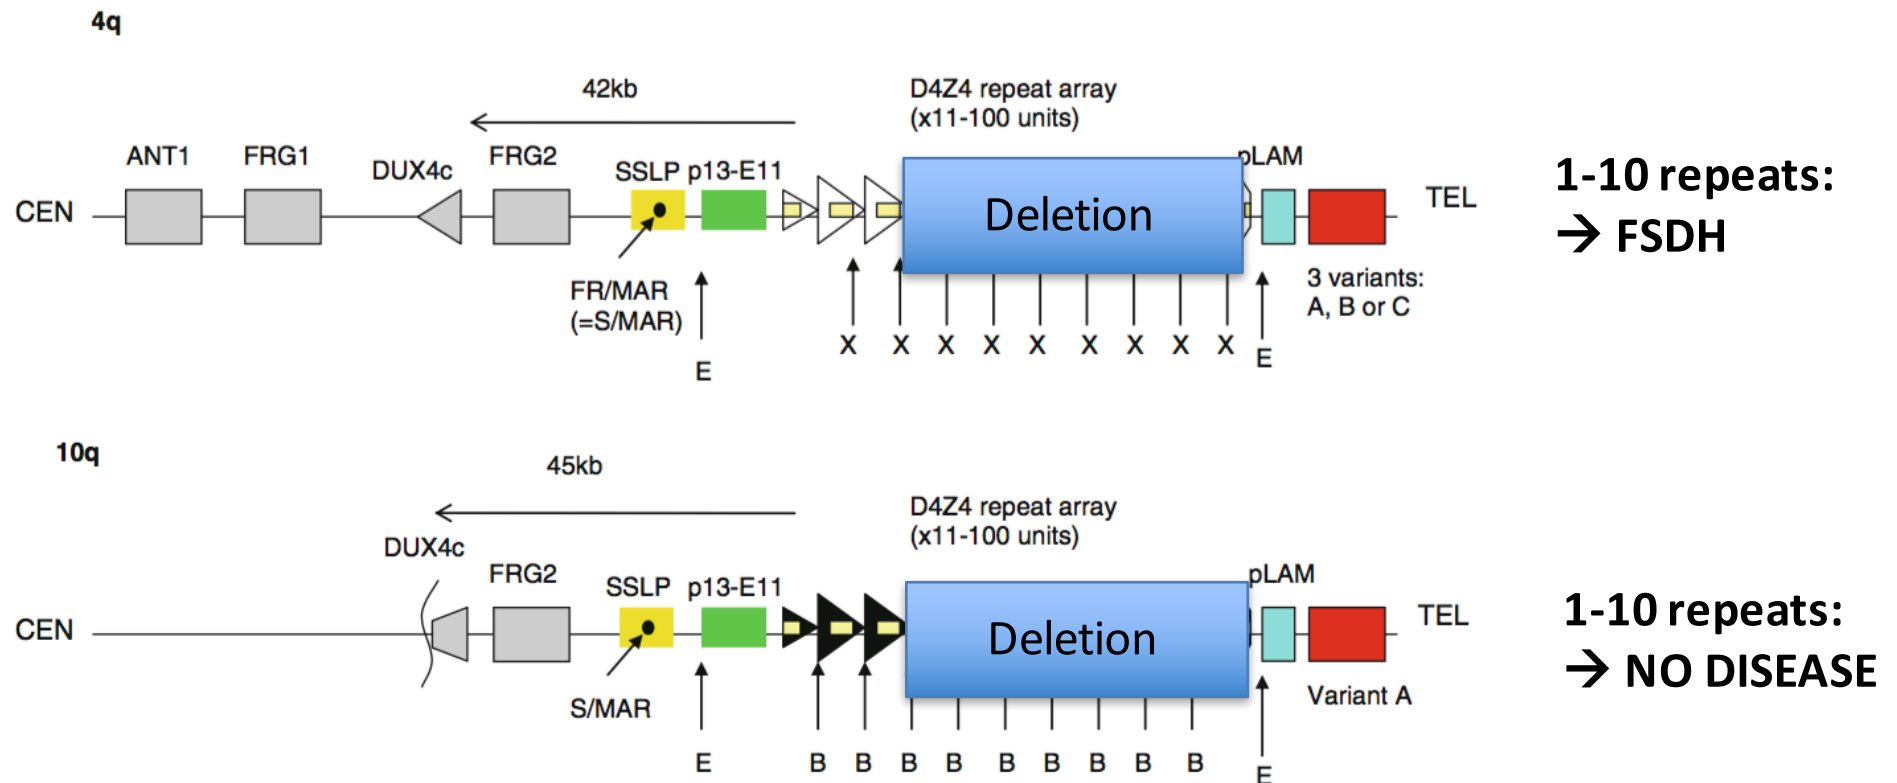 4q
42kb
D4Z4 repeat array
(x11-100 units)
ANT1
FRG1
DUX4c
FRG2
SSLP
p13-E11
pLAM
CEN
Deletion
TEL
1-10 repeats:
→ FSDH
FR/MAR
(=S/MAR)
3 variants:
A, B or C
E
X X X X X X X X X
E
10q
45kb
D4Z4 repeat array
(x11-100 units)
DUX4c
FRG2
SSLP
p13-E11
pLAM
CEN
Deletion
TEL
1-10 repeats:
→ NO DISEASE
S/MAR
Variant A
E
B B B B B B B B B
E